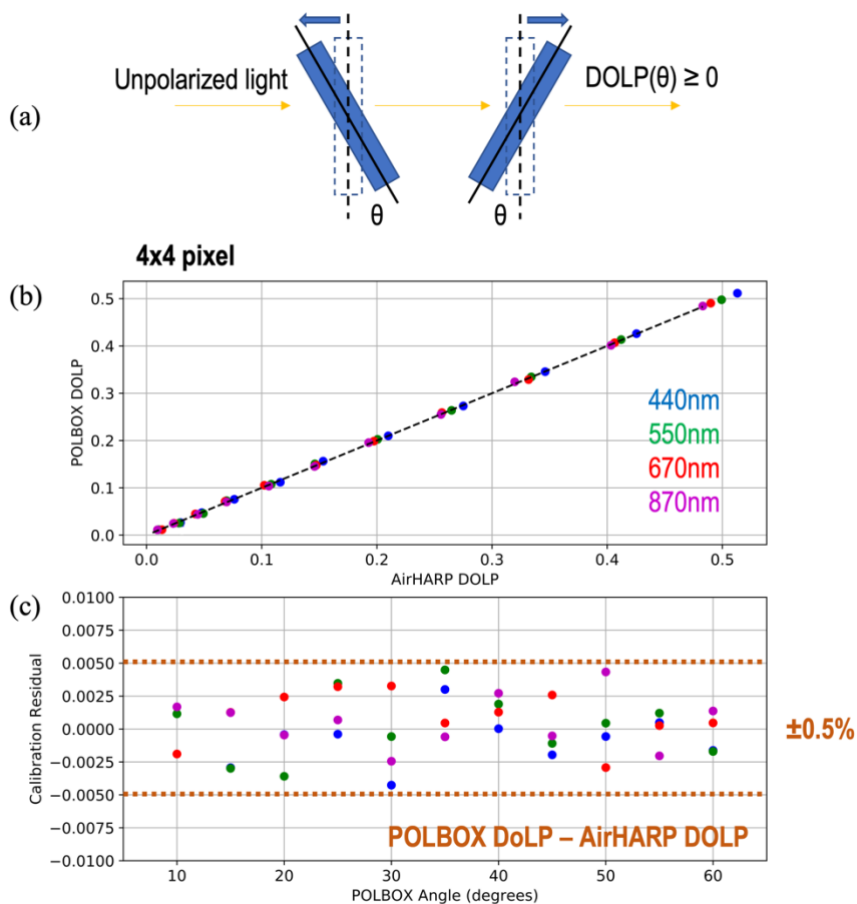 (a)
Unpolarized light
DOLP(θ) ≥ 0
θ
θ
4x4 pixel
(b)
POLBOX DOLP
0.5
0.4
0.3
0.2
0.1
0.0
440nm
550nm
670nm
870nm
0.0 0.1 0.2 0.3 0.4 0.5
AirHARP DOLP
(c)
Calibration Residual
0.0100
0.0075
0.0050
0.0025
0.0000
−0.0025
−0.0050
−0.0075
−0.0100
±0.5%
POLBOX DoLP – AirHARP DOLP
10 20 30 40 50 60
POLBOX Angle (degrees)